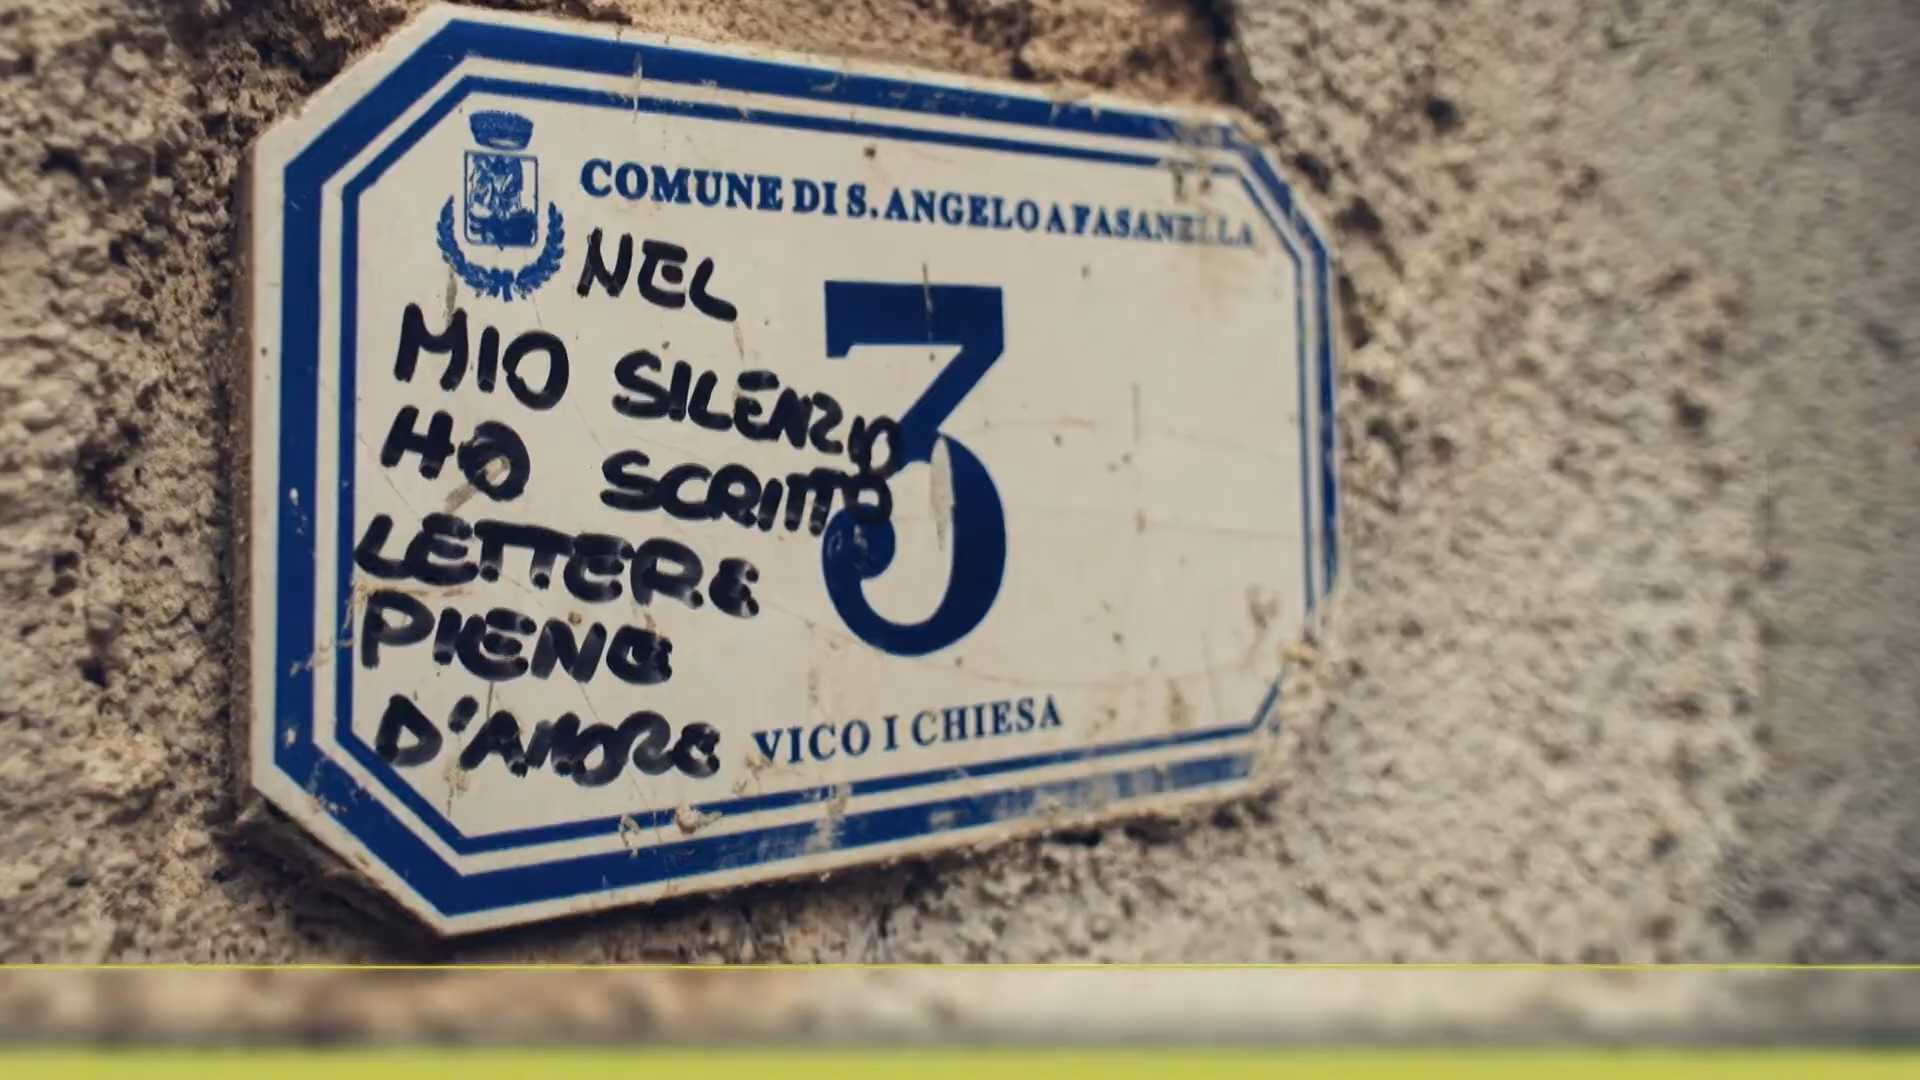 COMUNE DI S. ANGELO A FASANELLA
NEL
MIO SILENZIO
HO SCRITTO
LETTERE
PIENE
D'AMORE
3
VICO I CHIESA